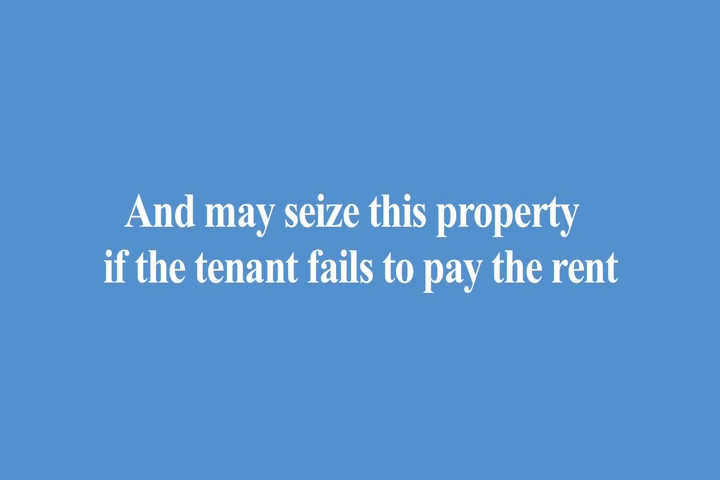 And may seize this property
if the tenant fails to pay the rent